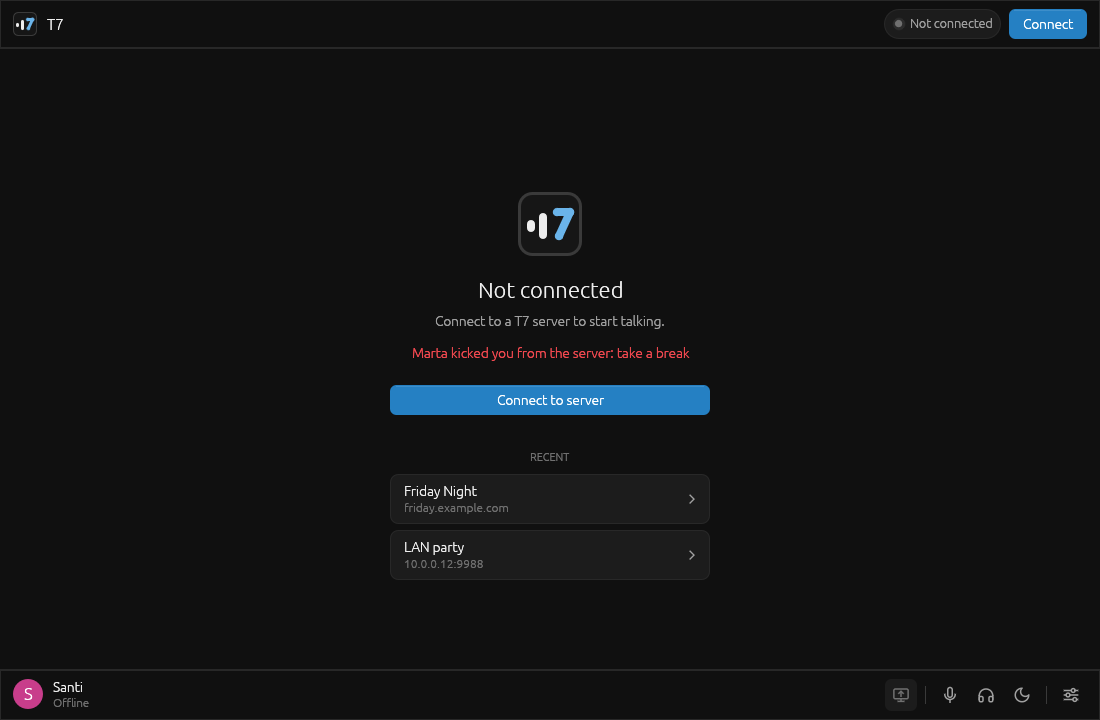 T7
Not connected
Connect
7
Not connected
Connect to a T7 server to start talking.
Marta kicked you from the server: take a break
Connect to server
RECENT
Friday Night
friday.example.com
LAN party
10.0.0.12:9988
S
Santi
Offline